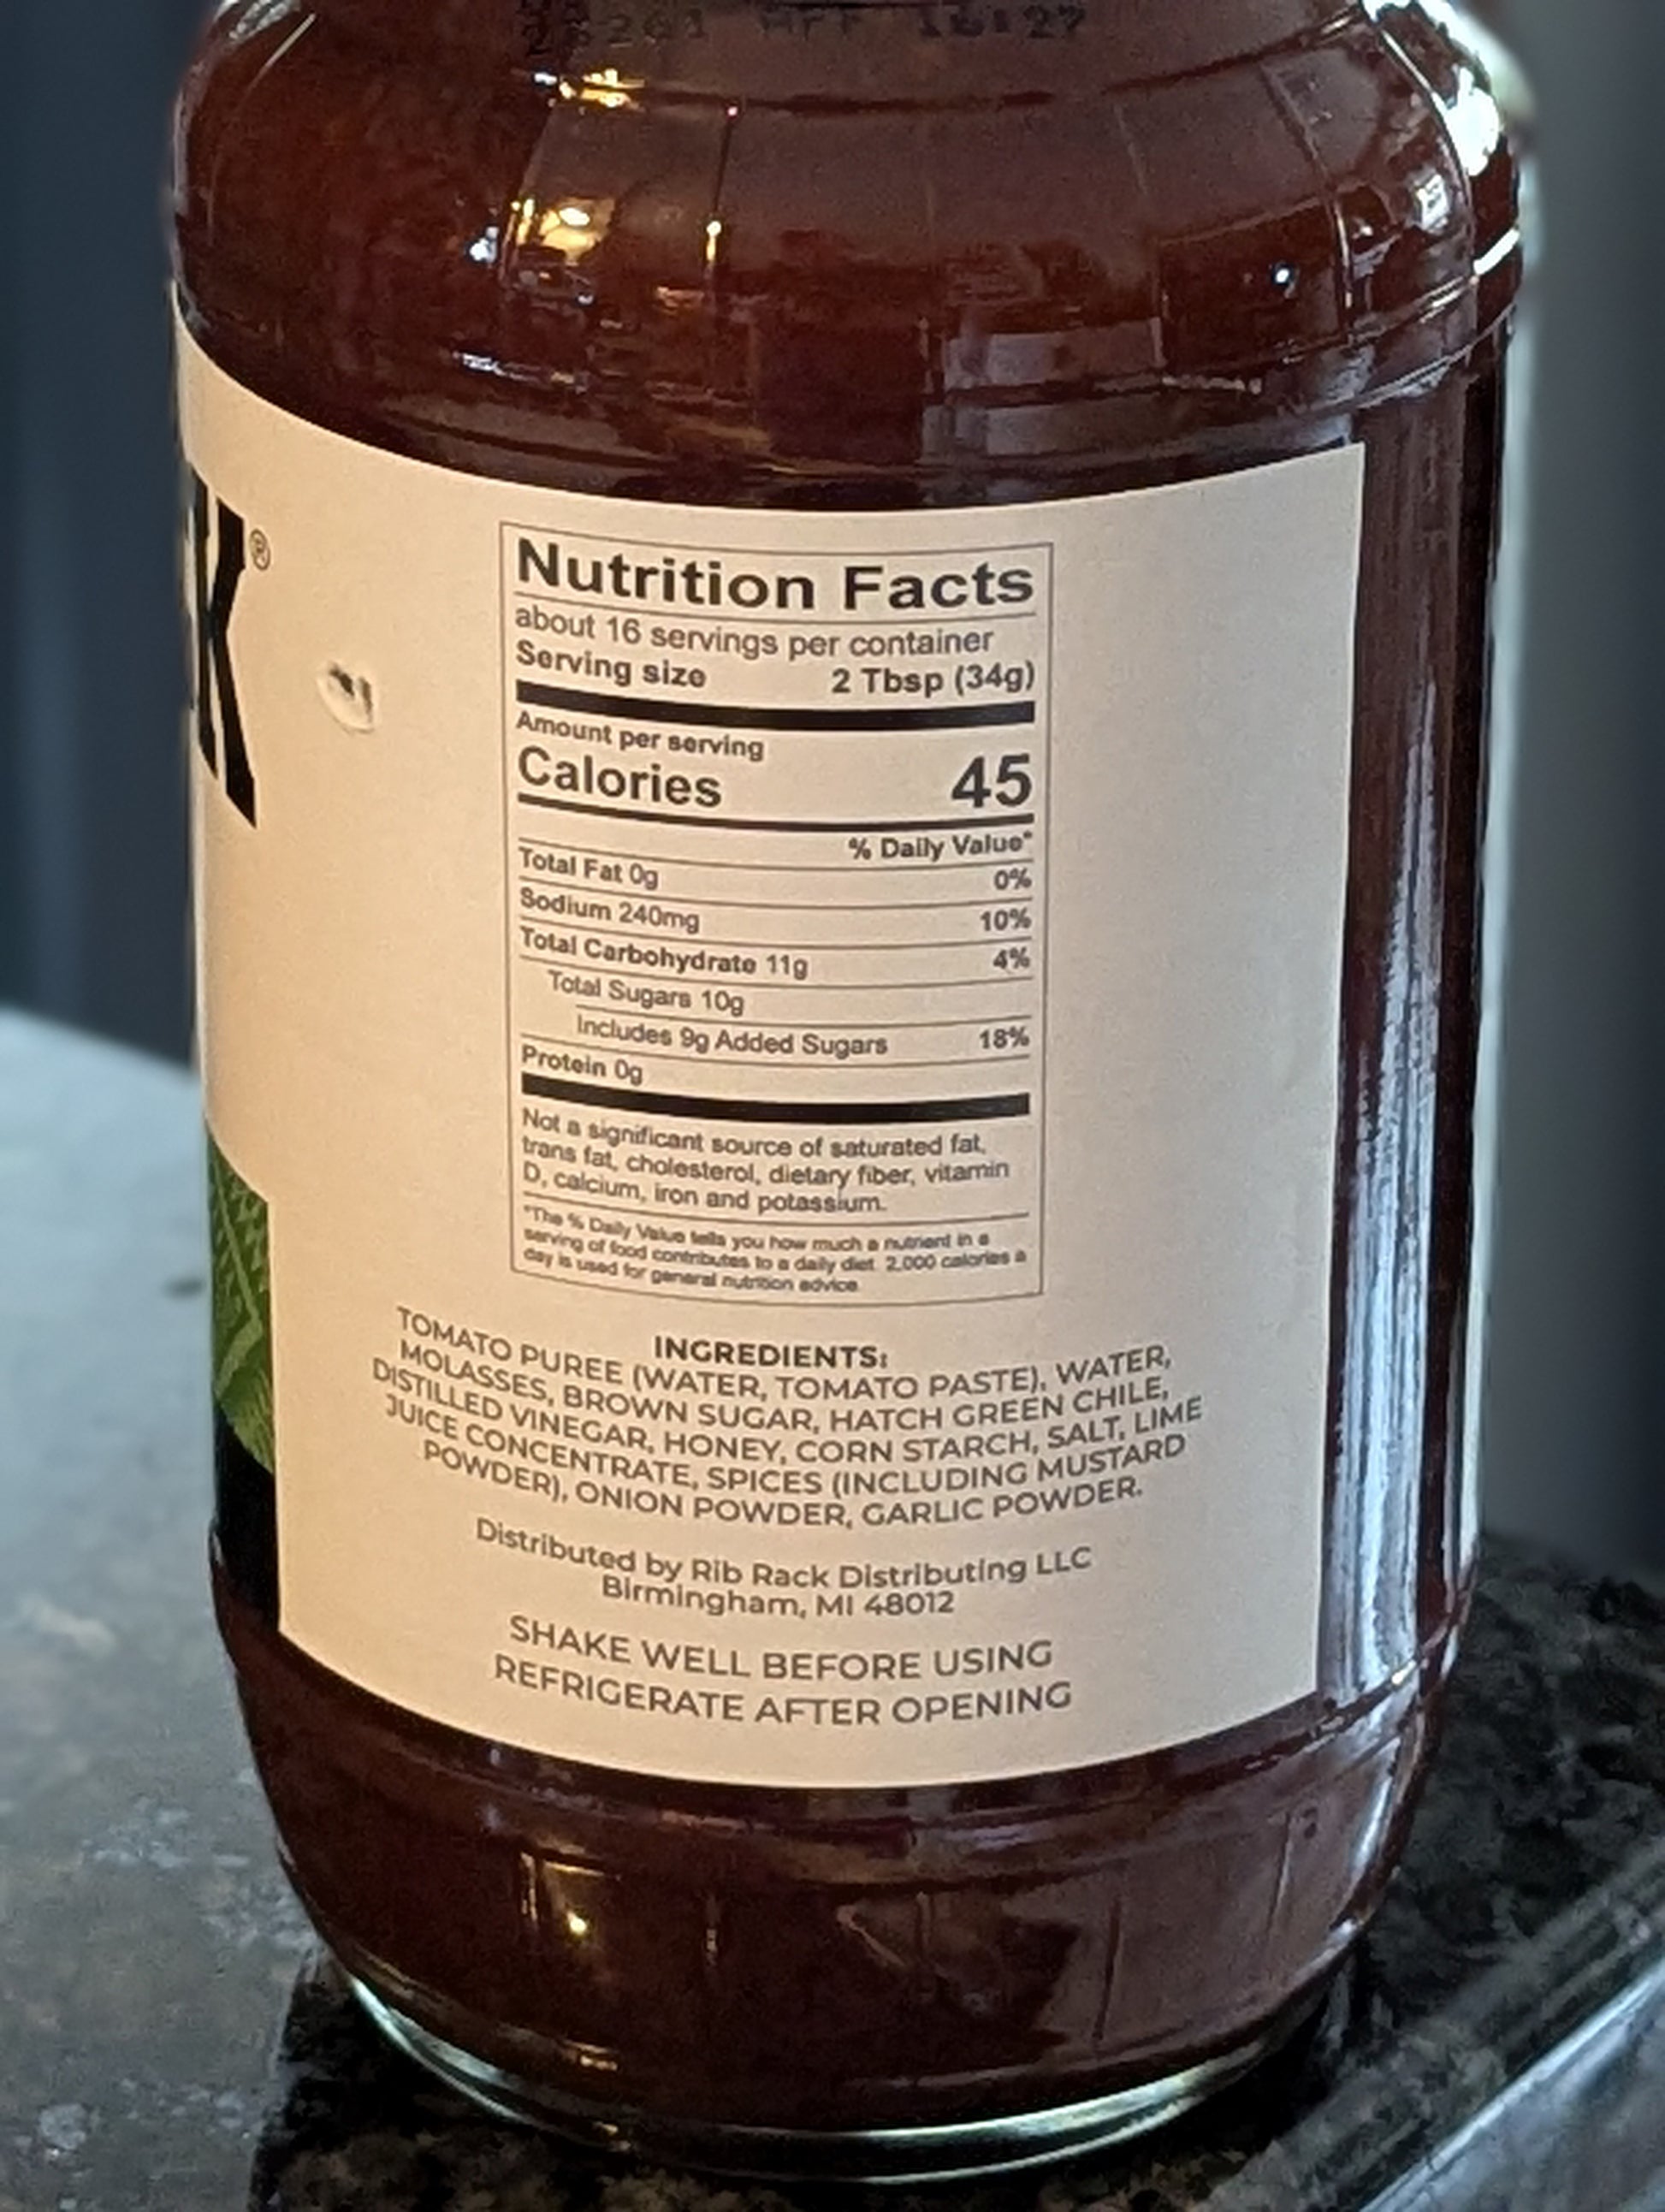 16:27
K®
Nutrition Facts
about 16 servings per container
Serving size 2 Tbsp (34g)
Amount per serving
Calories 45
% Daily Value*
Total Fat 0g 0%
Sodium 240mg 10%
Total Carbohydrate 11g 4%
Total Sugars 10g
Includes 9g Added Sugars 18%
Protein 0g
Not a significant source of saturated fat,
trans fat, cholesterol, dietary fiber, vitamin
D, calcium, iron and potassium.
*The % Daily Value tells you how much a nutrient in a
serving of food contributes to a daily diet. 2,000 calories a
day is used for general nutrition advice.
INGREDIENTS:
TOMATO PUREE (WATER, TOMATO PASTE), WATER,
MOLASSES, BROWN SUGAR, HATCH GREEN CHILE,
DISTILLED VINEGAR, HONEY, CORN STARCH, SALT, LIME
JUICE CONCENTRATE, SPICES (INCLUDING MUSTARD
POWDER), ONION POWDER, GARLIC POWDER.
Distributed by Rib Rack Distributing LLC
Birmingham, MI 48012
SHAKE WELL BEFORE USING
REFRIGERATE AFTER OPENING